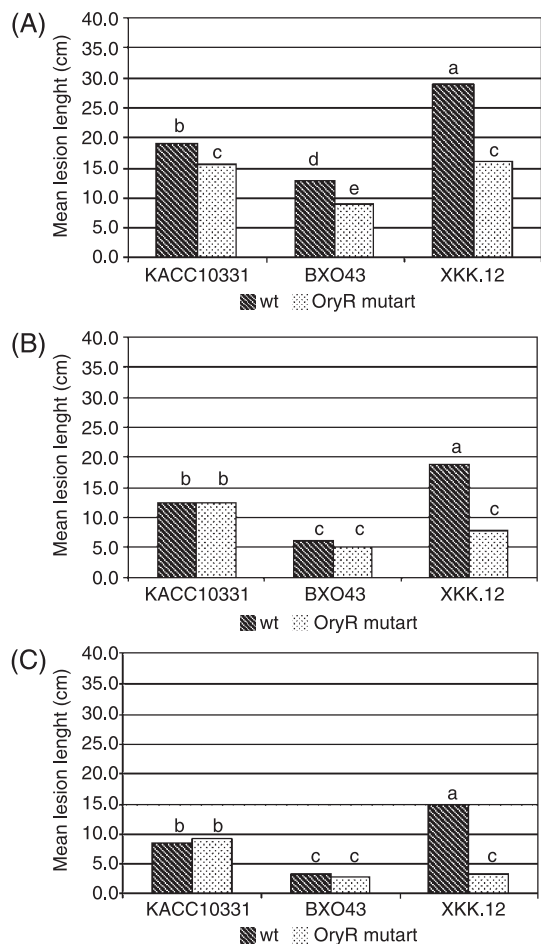 (A)
Mean lesion lenght (cm)
40.0
35.0
30.0
25.0
20.0
15.0
10.0
5.0
0.0
b c d e a c
KACC10331 BXO43 XKK.12
wt OryR mutart
(B)
Mean lesion lenght (cm)
40.0
35.0
30.0
25.0
20.0
15.0
10.0
5.0
0.0
b b c c a c
KACC10331 BXO43 XKK.12
wt OryR mutart
(C)
Mean lesion lenght (cm)
40.0
35.0
30.0
25.0
20.0
15.0
10.0
5.0
0.0
b b c c a c
KACC10331 BXO43 XKK.12
wt OryR mutart